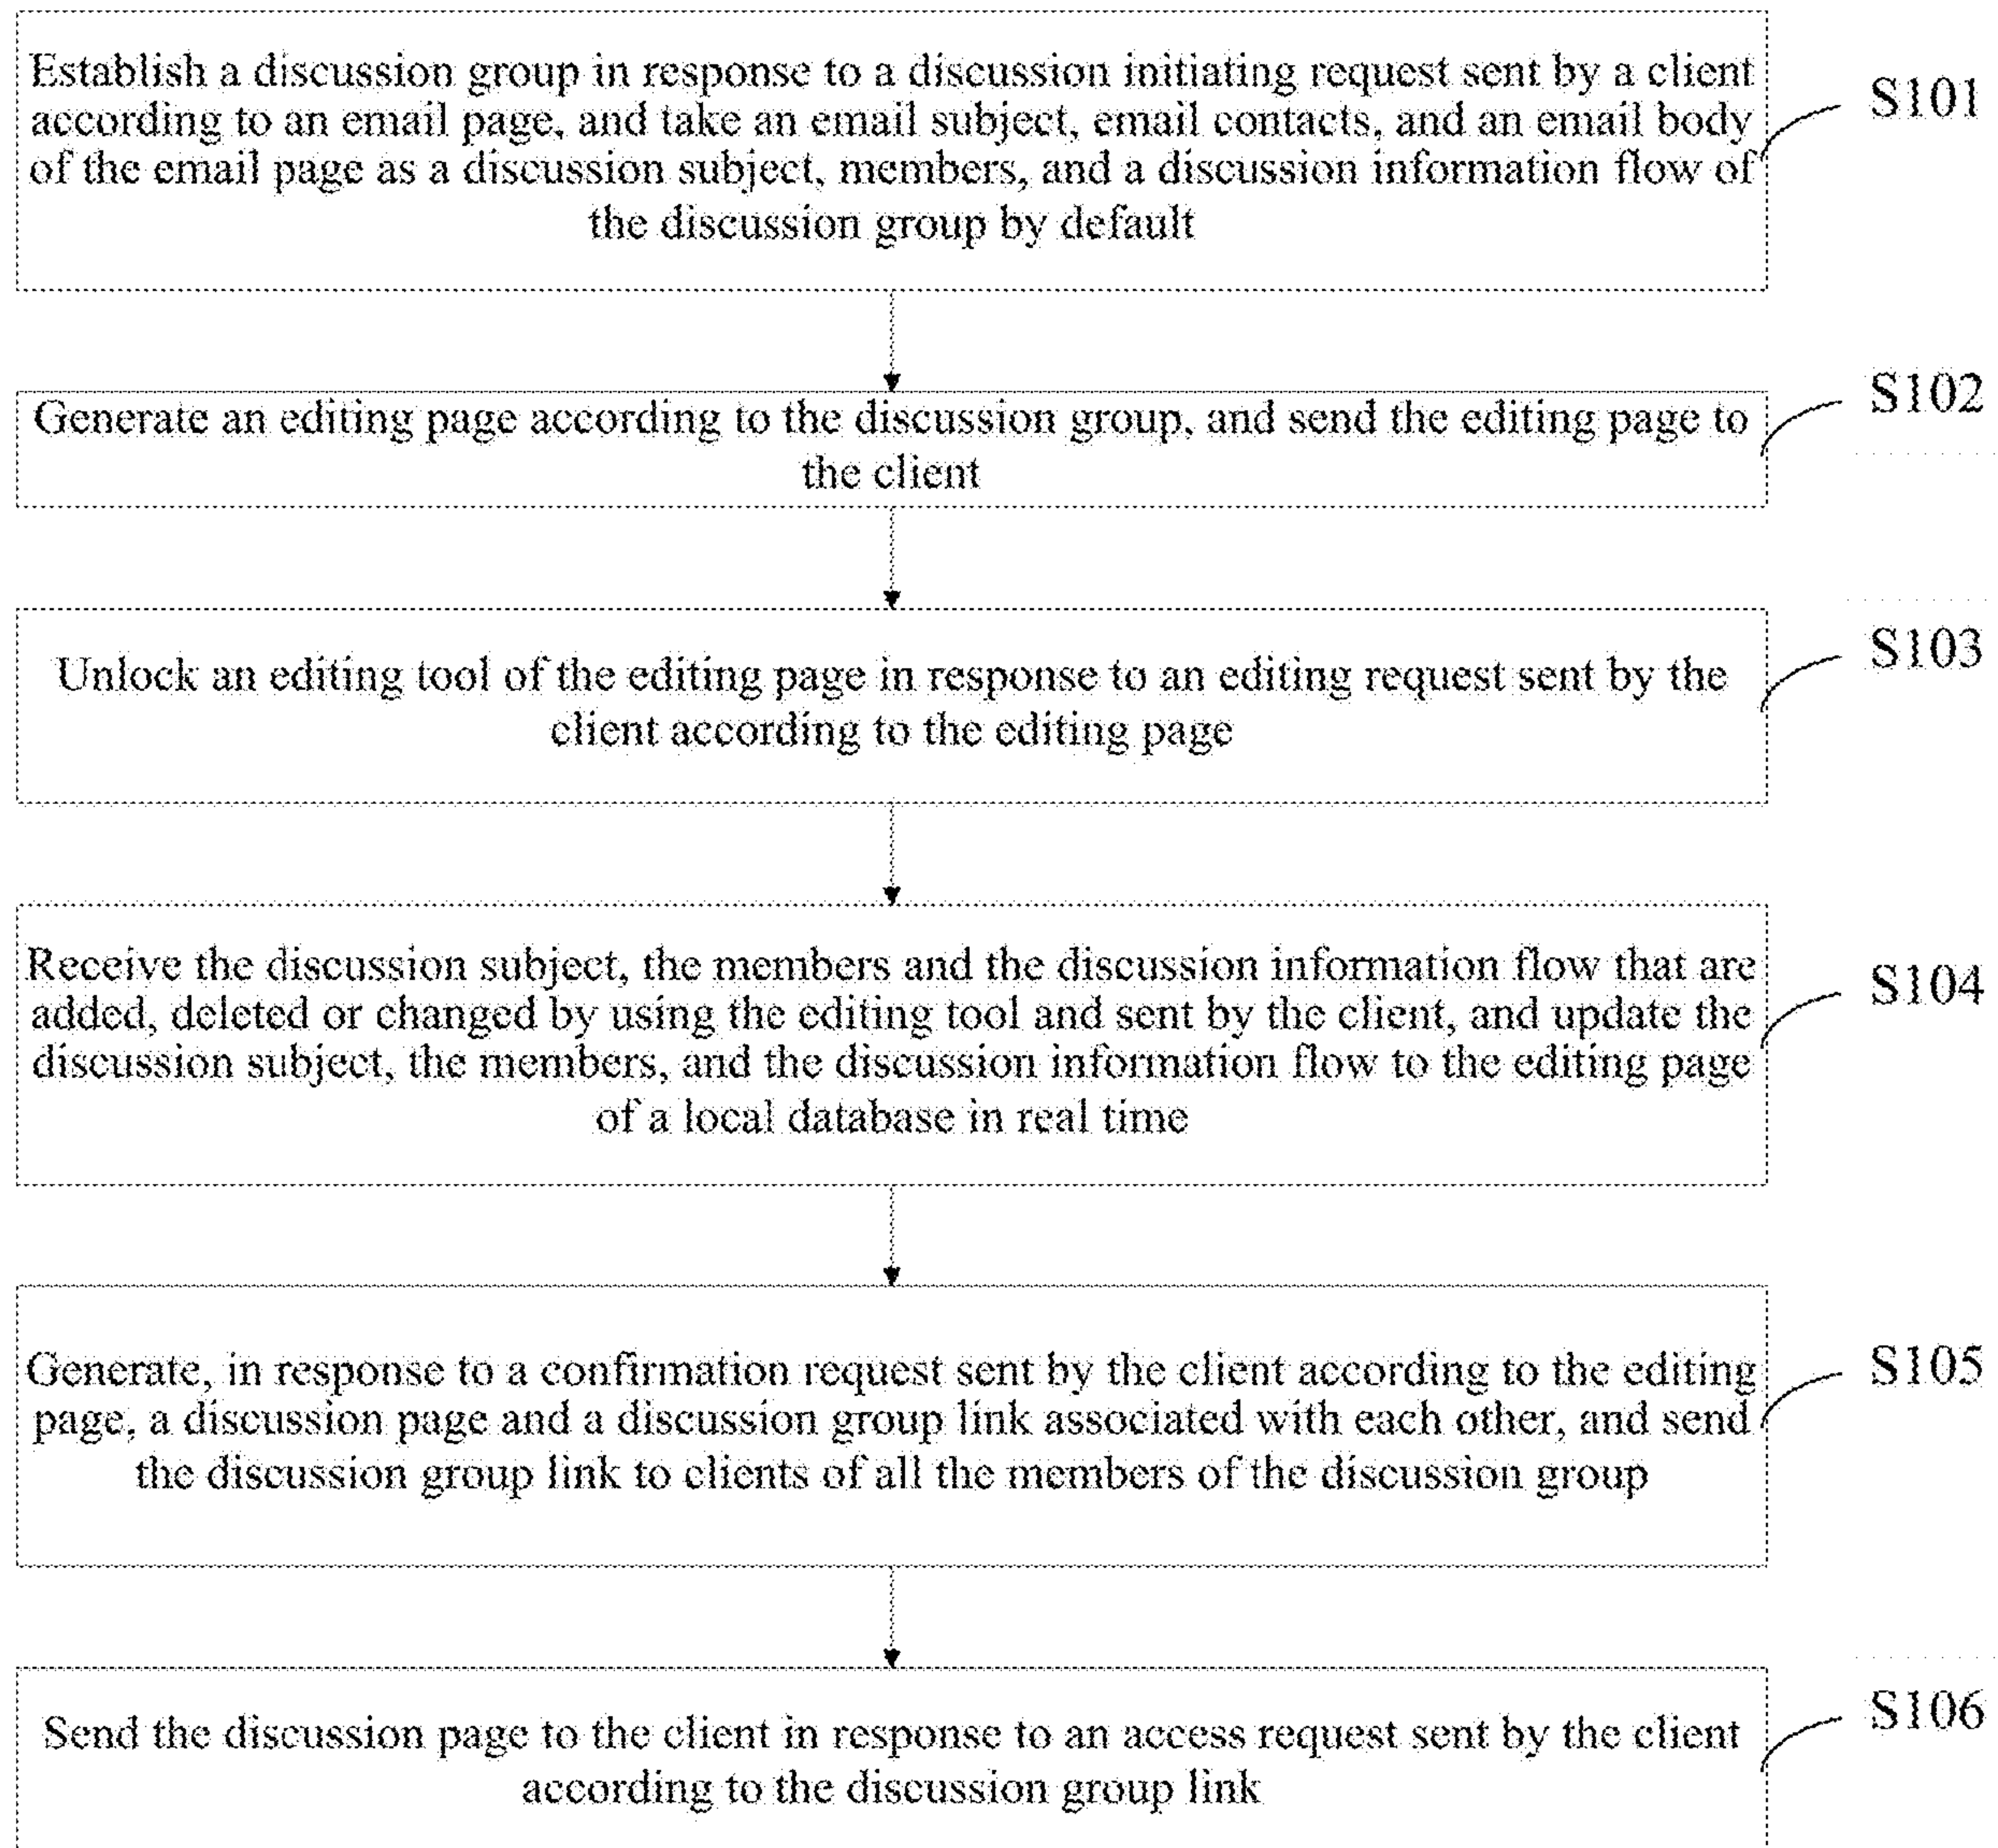 Establish a discussion group in response to a discussion initiating request sent by a client
according to an email page, and take an email subject, email contacts, and an email body
of the email page as a discussion subject, members, and a discussion information flow of
the discussion group by default
S101
Generate an editing page according to the discussion group, and send the editing page to
the client
S102
Unlock an editing tool of the editing page in response to an editing request sent by the
client according to the editing page
S103
Receive the discussion subject, the members and the discussion information flow that are
added, deleted or changed by using the editing tool and sent by the client, and update the
discussion subject, the members, and the discussion information flow to the editing page
of a local database in real time
S104
Generate, in response to a confirmation request sent by the client according to the editing
page, a discussion page and a discussion group link associated with each other, and send
the discussion group link to clients of all the members of the discussion group
S105
Send the discussion page to the client in response to an access request sent by the client
according to the discussion group link
S106